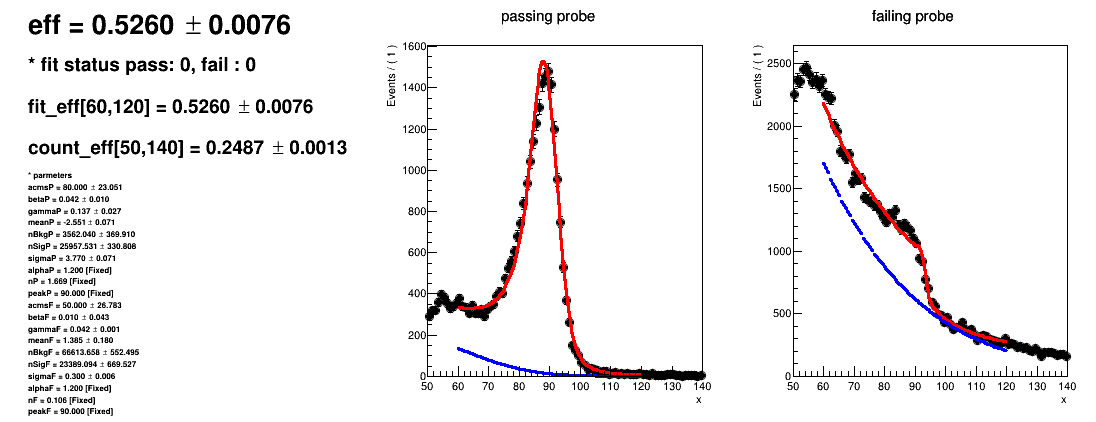 eff = 0.5260 ± 0.0076
* fit status pass: 0, fail : 0
fit_eff[60,120] = 0.5260 ± 0.0076
count_eff[50,140] = 0.2487 ± 0.0013
* parmeters
acmsP = 80.000 ± 23.051
betaP = 0.042 ± 0.010
gammaP = 0.137 ± 0.027
meanP = -2.551 ± 0.071
nBkgP = 3562.040 ± 369.910
nSigP = 25957.531 ± 330.808
sigmaP = 3.770 ± 0.071
alphaP = 1.200 [Fixed]
nP = 1.669 [Fixed]
peakP = 90.000 [Fixed]
acmsF = 50.000 ± 26.783
betaF = 0.010 ± 0.043
gammaF = 0.042 ± 0.001
meanF = 1.385 ± 0.180
nBkgF = 66613.658 ± 552.495
nSigF = 23389.094 ± 669.527
sigmaF = 0.300 ± 0.006
alphaF = 1.200 [Fixed]
nF = 0.106 [Fixed]
peakF = 90.000 [Fixed]
passing probe
Events / ( 1 )
1600
1400
1200
1000
800
600
400
200
0
50 60 70 80 90 100 110 120 130 140
x
failing probe
Events / ( 1 )
2500
2000
1500
1000
500
0
50 60 70 80 90 100 110 120 130 140
x